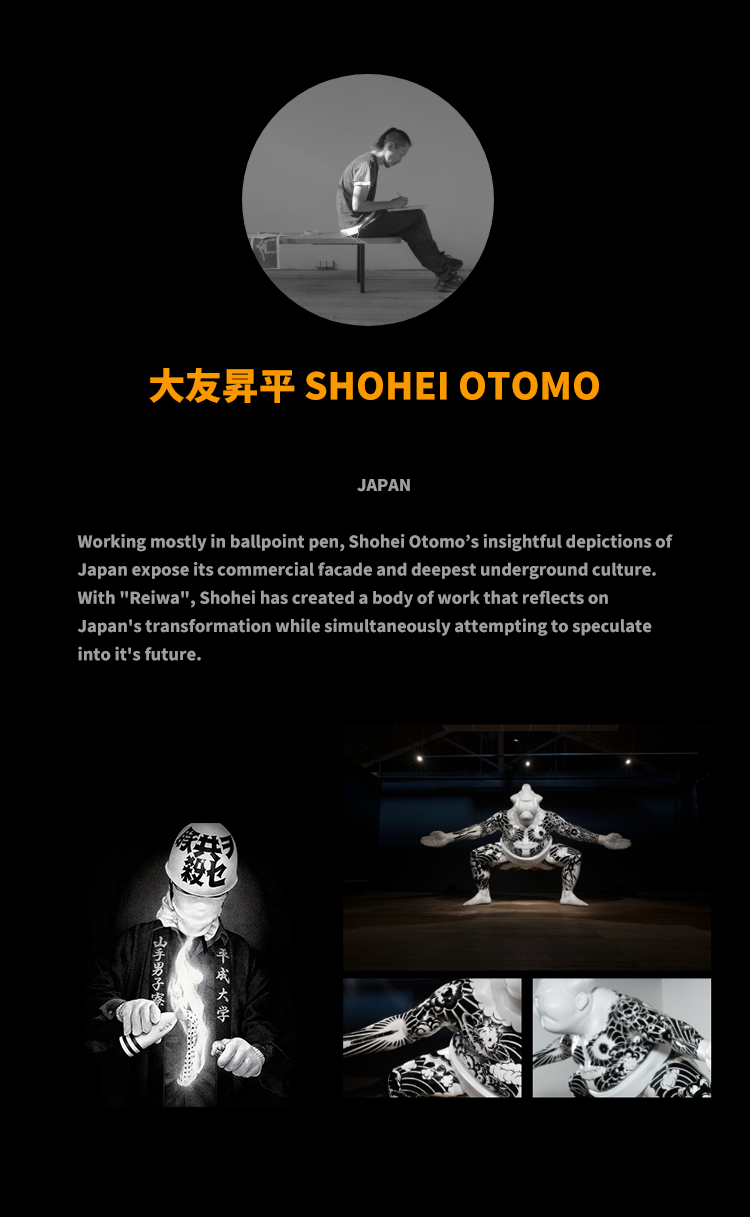 大友昇平 SHOHEI OTOMO
JAPAN
Working mostly in ballpoint pen, Shohei Otomo’s insightful depictions of
Japan expose its commercial facade and deepest underground culture.
With "Reiwa", Shohei has created a body of work that reflects on
Japan's transformation while simultaneously attempting to speculate
into it's future.
共ヲ
殺セ
山手男子寮
平成大学